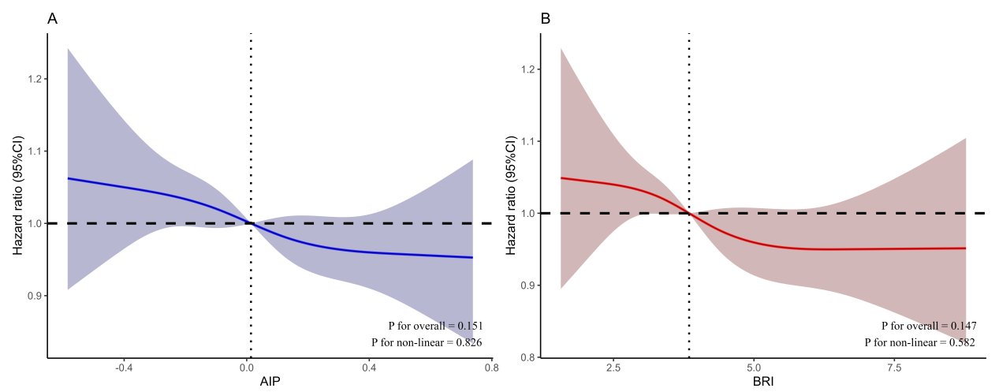 A
Hazard ratio (95%CI)
1.2
1.1
1.0
0.9
P for overall = 0.151
P for non-linear = 0.826
-0.4
0.0
0.4
0.8
AIP
B
Hazard ratio (95%CI)
1.2
1.1
1.0
0.9
0.8
P for overall = 0.147
P for non-linear = 0.582
2.5
5.0
7.5
BRI